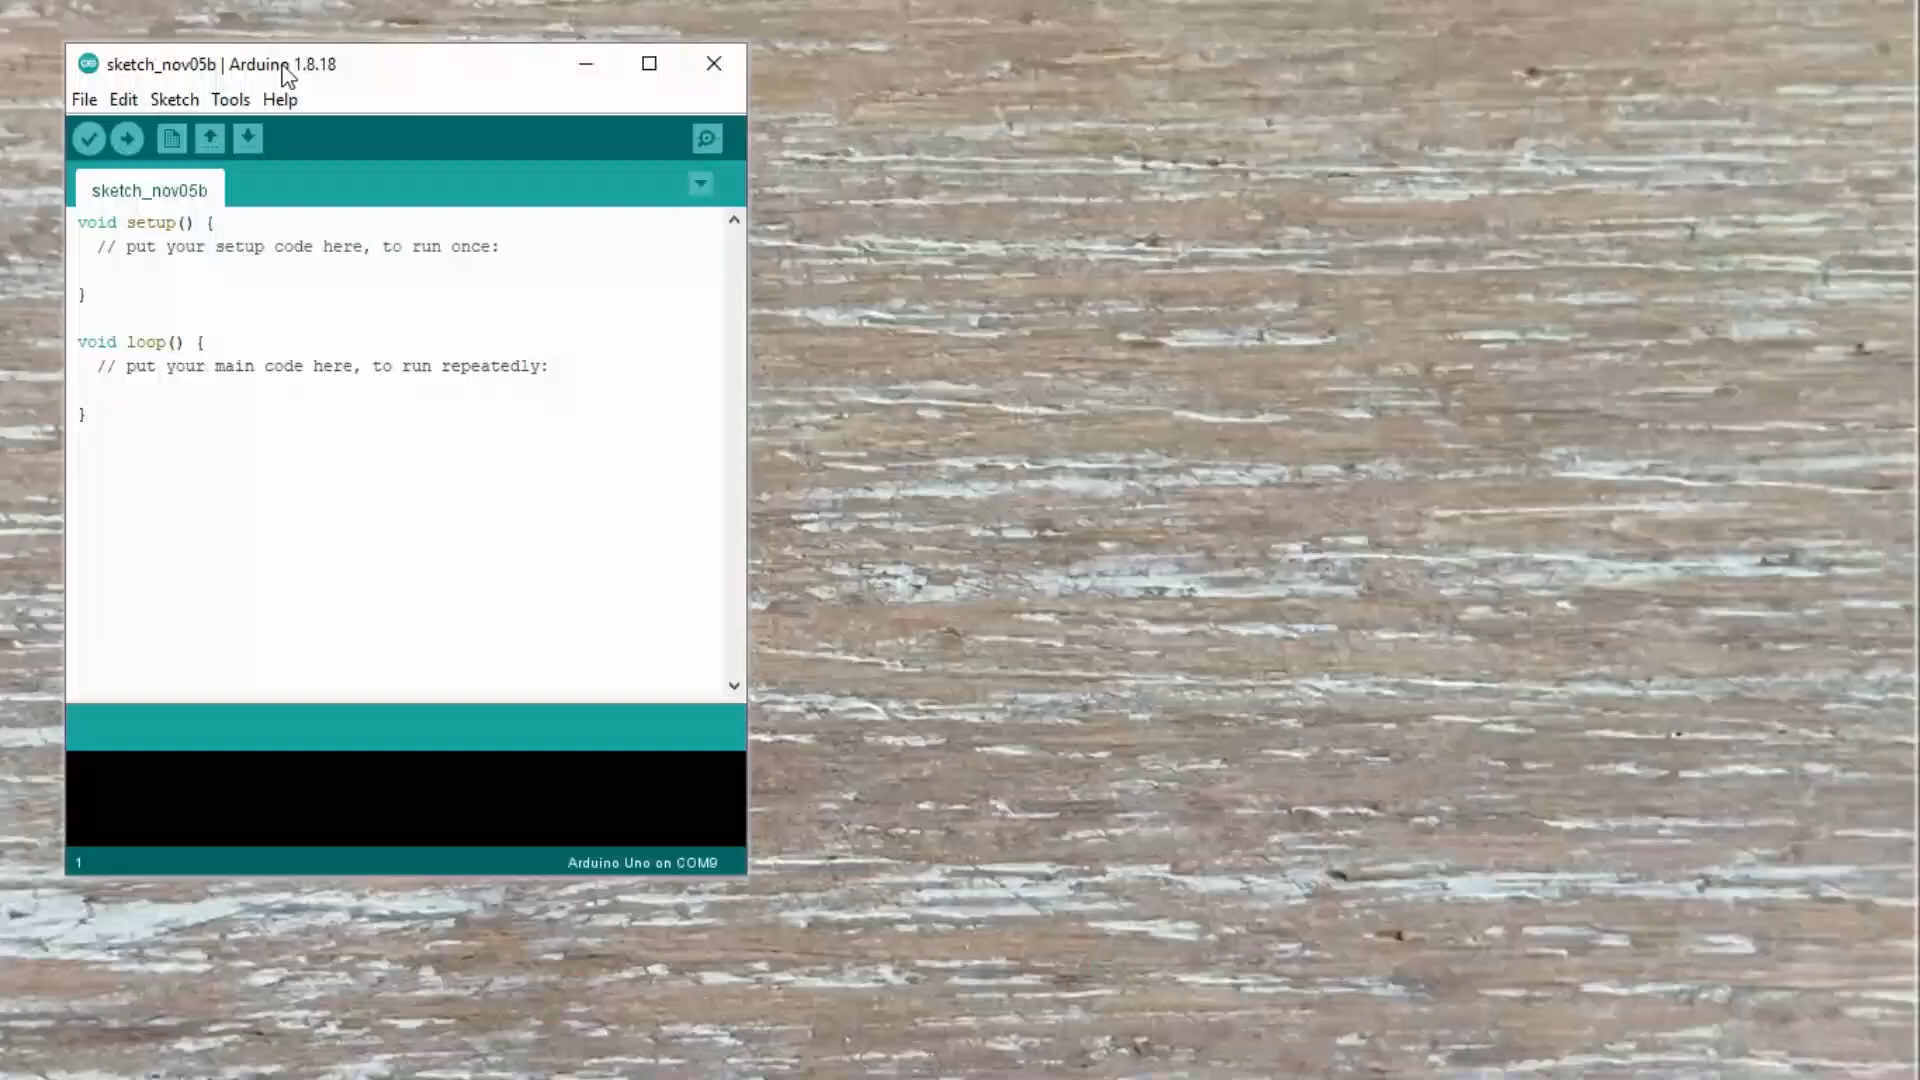 sketch_nov05b | Arduino 1.8.18
File Edit Sketch Tools Help
sketch_nov05b
void setup() {
  // put your setup code here, to run once:
}
void loop() {
  // put your main code here, to run repeatedly:
}
1 Arduino Uno on COM9